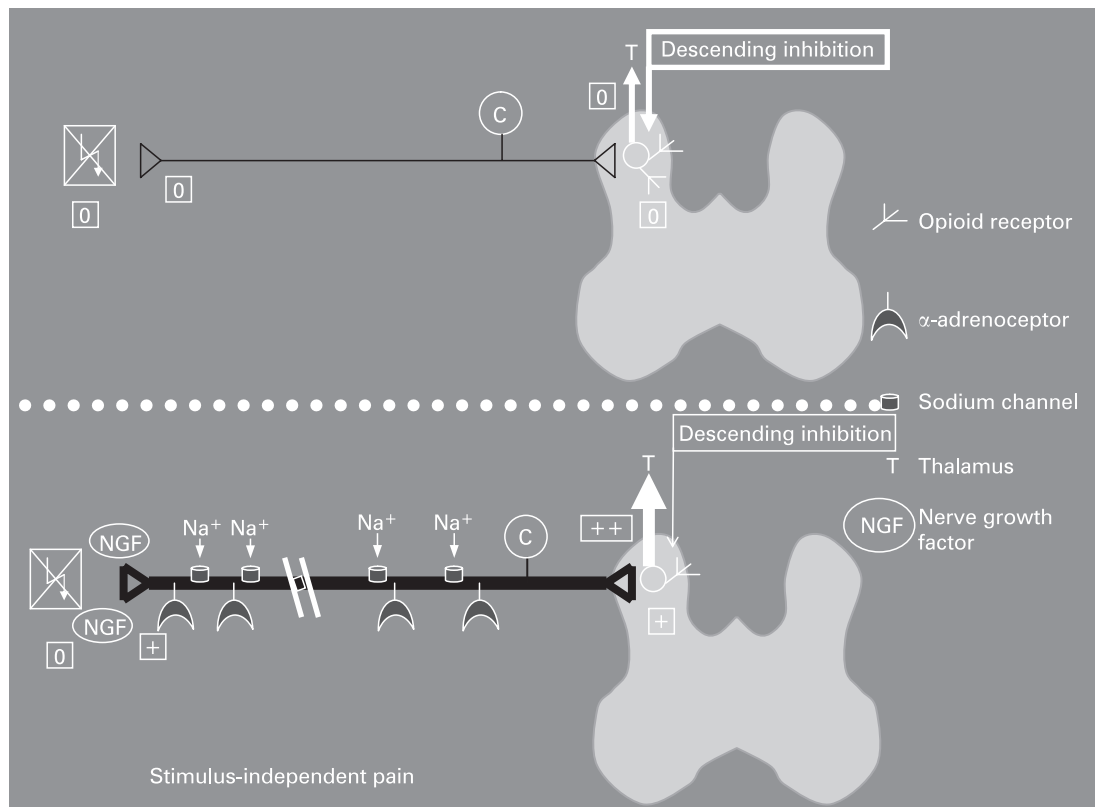 Descending inhibition
T
0
C
0
0
0
Opioid receptor
α-adrenoceptor
Sodium channel
Descending inhibition
T
T Thalamus
++
NGF
Na+ Na+ Na+ Na+
C
NGF Nerve growth
factor
NGF
+
+
0
Stimulus-independent pain